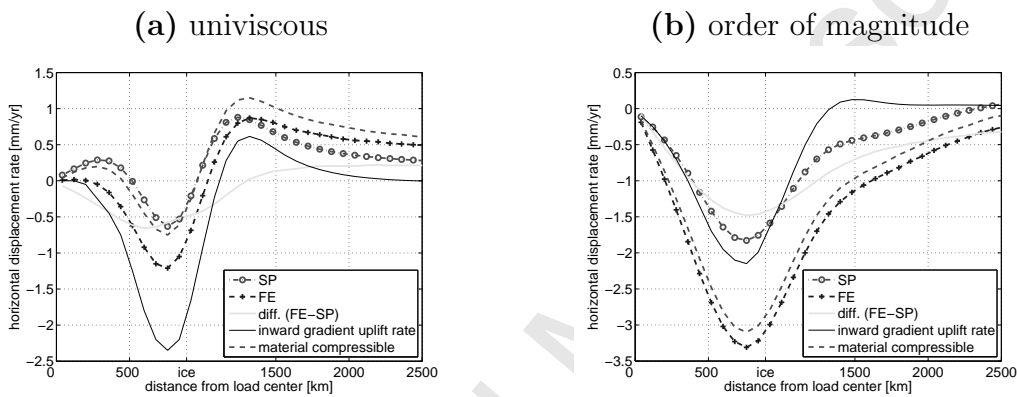 (a) univiscous
(b) order of magnitude
horizontal displacement rate [mm/yr]
1.5
1
0.5
0
−0.5
−1
−1.5
−2
−2.5
SP
FE
diff. (FE−SP)
inward gradient uplift rate
material compressible
0 500 ice 1500 2000 2500
distance from load center [km]
horizontal displacement rate [mm/yr]
0.5
0
−0.5
−1
−1.5
−2
−2.5
−3
−3.5
SP
FE
diff. (FE−SP)
inward gradient uplift rate
material compressible
0 500 ice 1500 2000 2500
distance from load center [km]